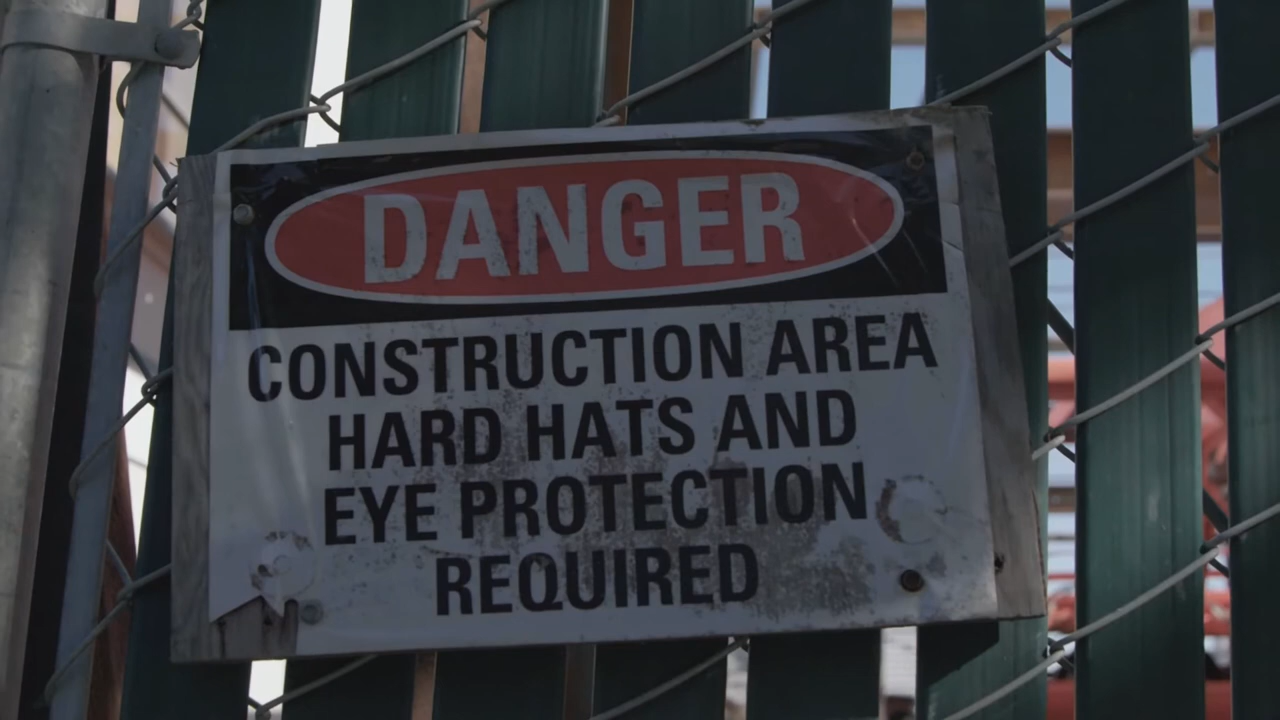 DANGER
CONSTRUCTION AREA
HARD HATS AND
EYE PROTECTION
REQUIRED